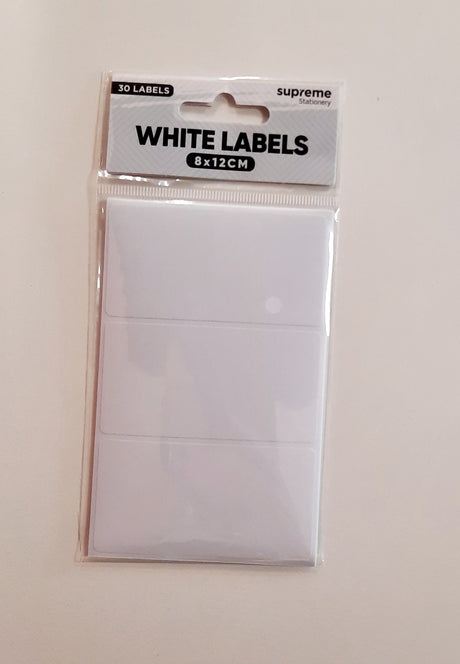 30 LABELS
supreme
Stationery
WHITE LABELS
8x12CM